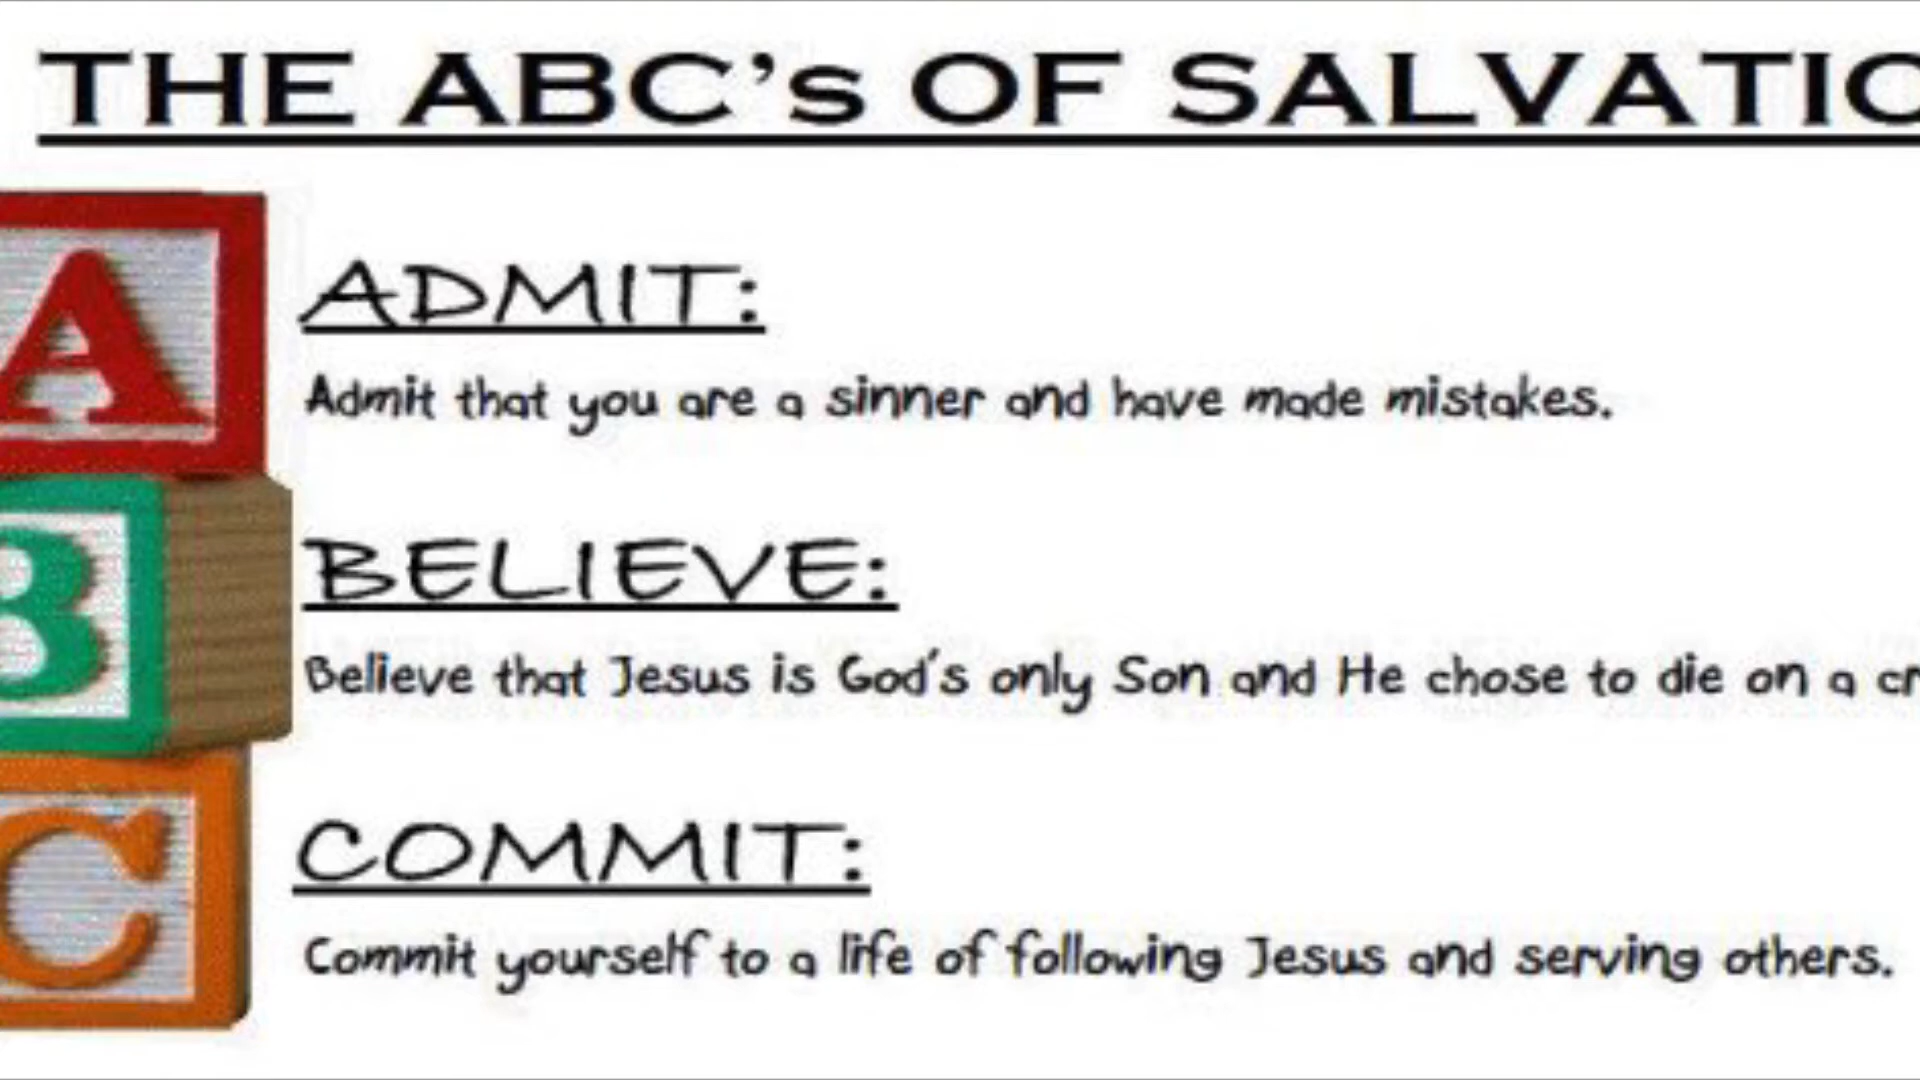 THE ABC's OF SALVATIO
A
ADMIT:
Admit that you are a sinner and have made mistakes.
B
BELIEVE:
Believe that Jesus is God's only Son and He chose to die on a cr
C
COMMIT:
Commit yourself to a life of following Jesus and serving others.